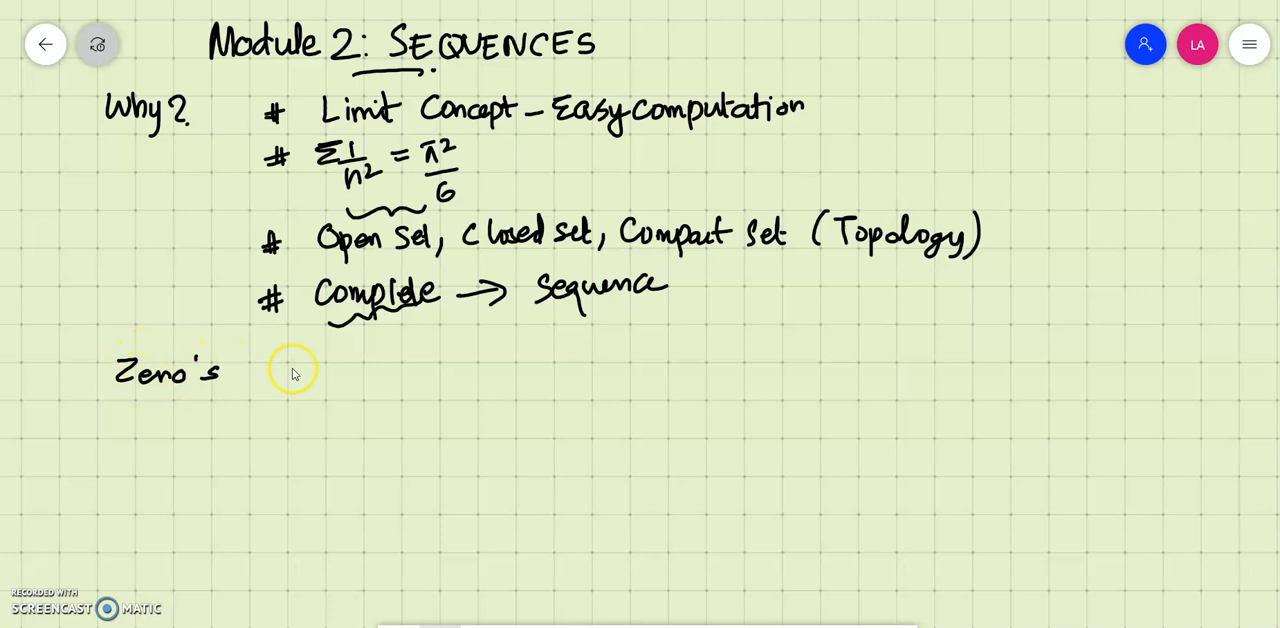 Module 2: SEQUENCES
LA
Why? # Limit Concept - Easy computation
# Σ 1/n² = π²/6
# Open Set, Closed set, Compact Set (Topology)
# Complete → Sequence
Zeno's
RECORDED WITH
SCREENCAST MATIC